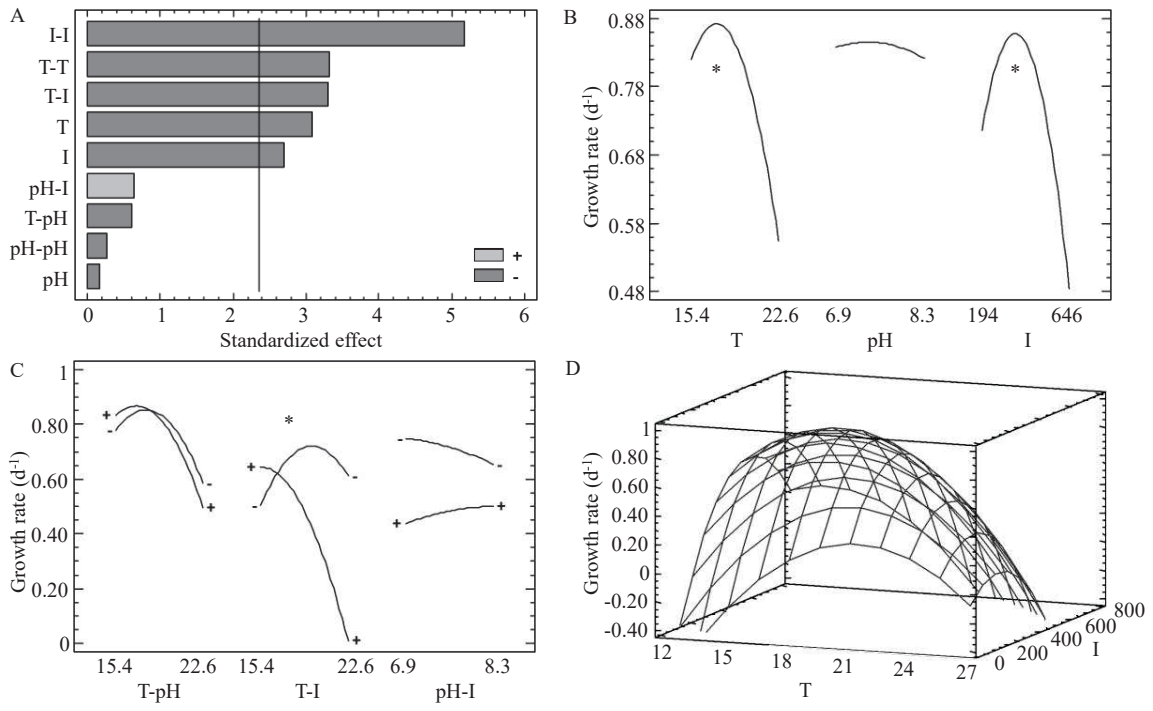 A
I-I
T-T
T-I
T
I
pH-I
T-pH
pH-pH
pH
+
-
0 1 2 3 4 5 6
Standardized effect
B
Growth rate (d⁻¹)
0.88
0.78
0.68
0.58
0.48
*
*
15.4 22.6 6.9 8.3 194 646
T pH I
C
Growth rate (d⁻¹)
1
0.80
0.60
0.40
0.20
0
+
-
-
+
+
-
*
-
+
-
+
-
+
15.4 22.6 15.4 22.6 6.9 8.3
T-pH T-I pH-I
D
Growth rate (d⁻¹)
1
0.80
0.60
0.40
0.20
0
-0.20
-0.40
12 15 18 21 24 27
T
0 200 400 600 800
I